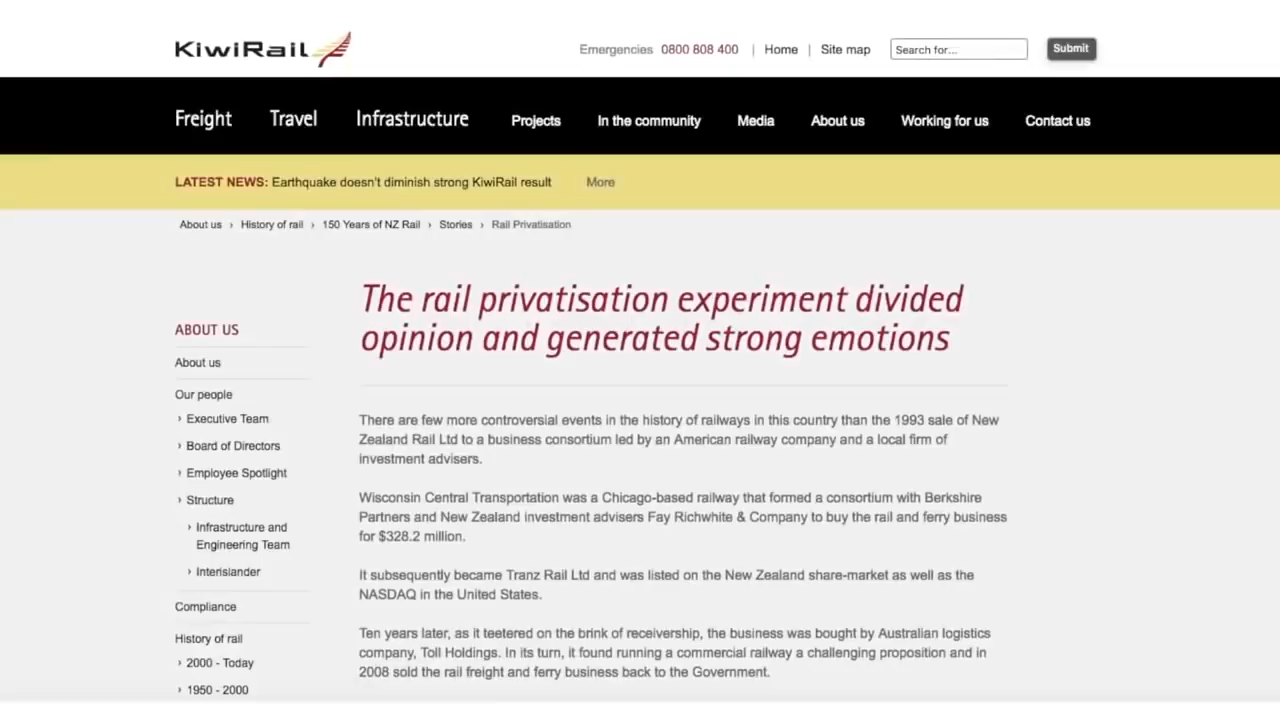 KiwiRail
Emergencies 0800 808 400 | Home | Site map Search for... Submit
Freight Travel Infrastructure Projects In the community Media About us Working for us Contact us
LATEST NEWS: Earthquake doesn't diminish strong KiwiRail result More
About us › History of rail › 150 Years of NZ Rail › Stories › Rail Privatisation
ABOUT US
About us
Our people
› Executive Team
› Board of Directors
› Employee Spotlight
› Structure
› Infrastructure and
Engineering Team
› Interislander
Compliance
History of rail
› 2000 - Today
› 1950 - 2000
The rail privatisation experiment divided
opinion and generated strong emotions
There are few more controversial events in the history of railways in this country than the 1993 sale of New
Zealand Rail Ltd to a business consortium led by an American railway company and a local firm of
investment advisers.
Wisconsin Central Transportation was a Chicago-based railway that formed a consortium with Berkshire
Partners and New Zealand investment advisers Fay Richwhite & Company to buy the rail and ferry business
for $328.2 million.
It subsequently became Tranz Rail Ltd and was listed on the New Zealand share-market as well as the
NASDAQ in the United States.
Ten years later, as it teetered on the brink of receivership, the business was bought by Australian logistics
company, Toll Holdings. In its turn, it found running a commercial railway a challenging proposition and in
2008 sold the rail freight and ferry business back to the Government.